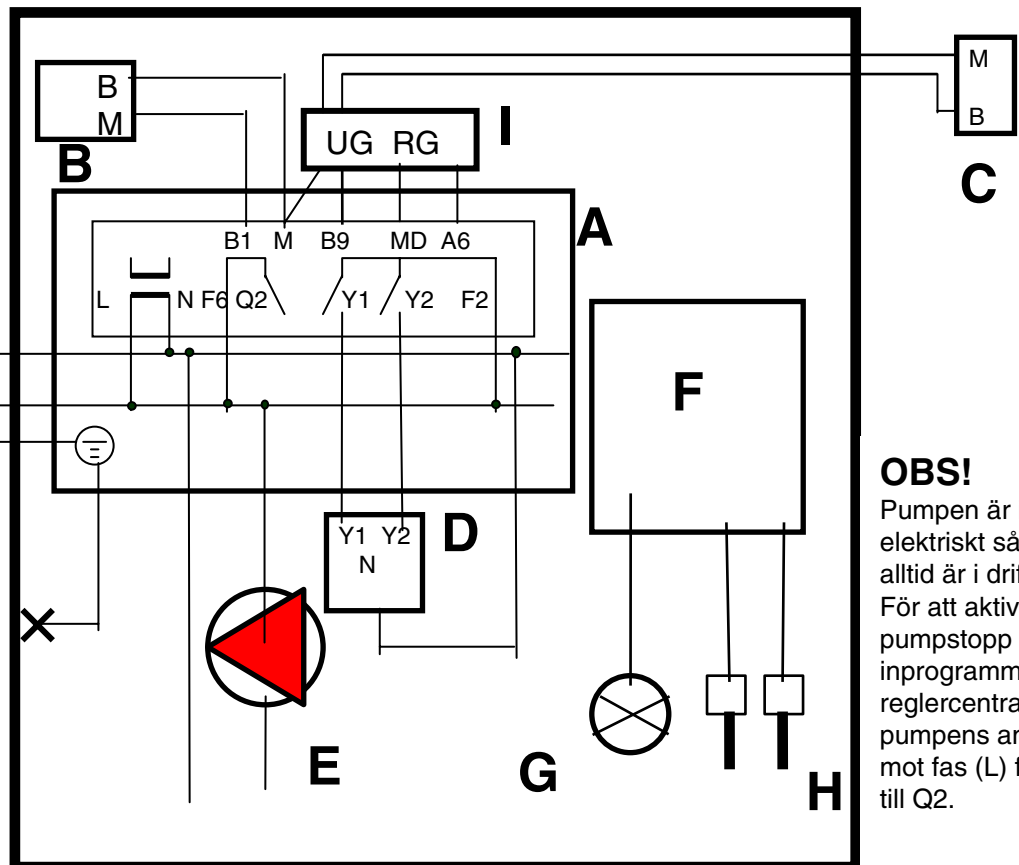 B
M
B
UG RG
I
M
B
C
A
B1 M B9 MD A6
L N F6 Q2 Y1 Y2 F2
F
Y1 Y2
N
D
E
G
H
OBS!
Pumpen är
elektriskt så
alltid är i drif
För att aktiv
pumpstopp
inprogramm
reglercentra
pumpens an
mot fas (L) f
till Q2.